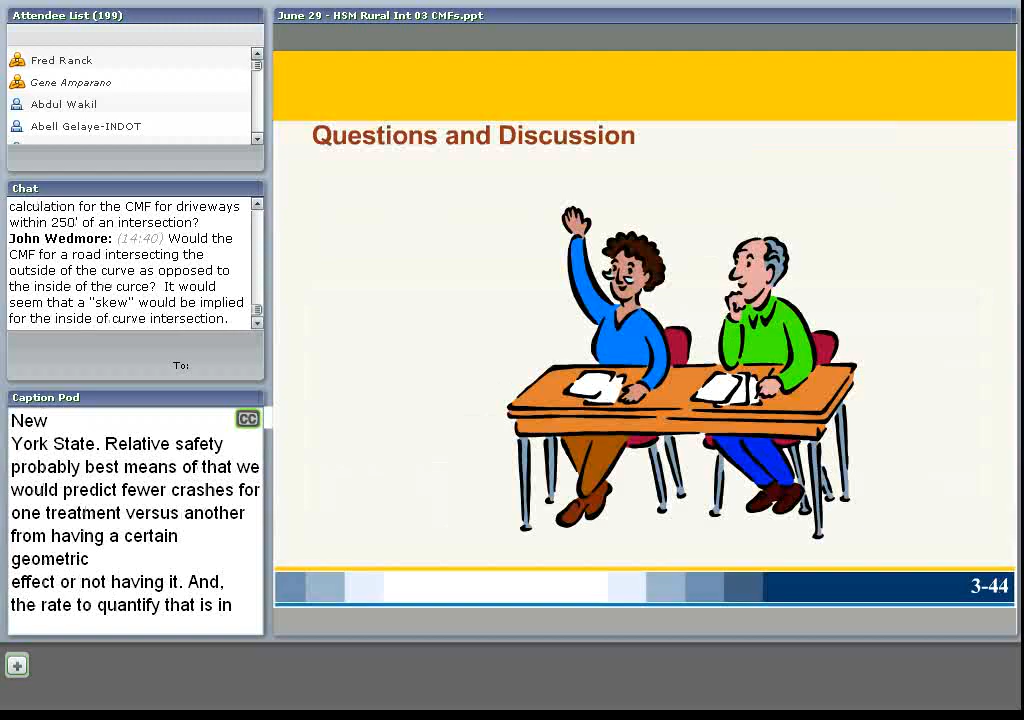 Attendee List (199)
Fred Ranck
Gene Amparano
Abdul Wakil
Abell Gelaye-INDOT
Chat
calculation for the CMF for driveways
within 250' of an intersection?
John Wedmore: (14:40) Would the
CMF for a road intersecting the
outside of the curve as opposed to
the inside of the curce? It would
seem that a "skew" would be implied
for the inside of curve intersection.
To:
Caption Pod
CC
New
York State. Relative safety
probably best means of that we
would predict fewer crashes for
one treatment versus another
from having a certain
geometric
effect or not having it. And,
the rate to quantify that is in
June 29 - HSM Rural Int 03 CMFs.ppt
Questions and Discussion
3-44